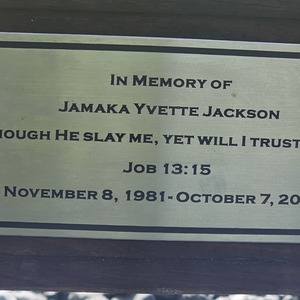 In Memory of
Jamaka Yvette Jackson
hough He slay me, yet will I trust
Job 13:15
November 8, 1981- October 7, 20